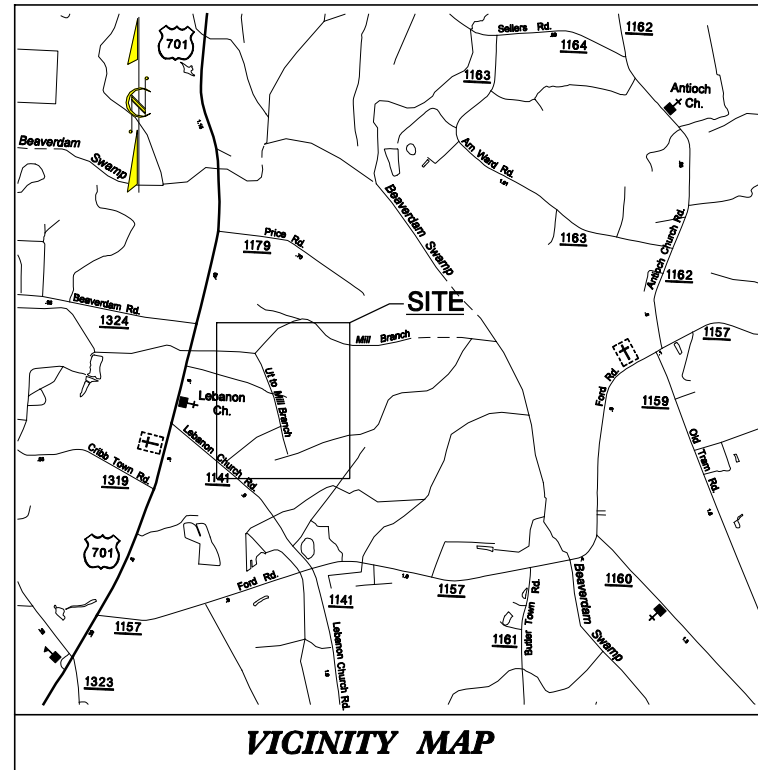 701
Sellers Rd.
1164
1162
1163
Antioch
Ch.
Beaverdam
Swamp
Arn Ward Rd.
1163
Beaverdam Swamp
Price Rd.
1179
Antioch Church Rd.
1162
Beaverdam Rd.
1324
SITE
Mill Branch
1157
Lebanon
Ch.
Ut to Mill Branch
Ford Rd.
1159
Old Tram Rd.
Cribb Town Rd.
1319
Lebanon Church Rd.
1141
701
Ford Rd.
1157
1141
Lebanon Church Rd.
1157
1161
Butler Town Rd.
Beaverdam Swamp
1160
1323
VICINITY MAP